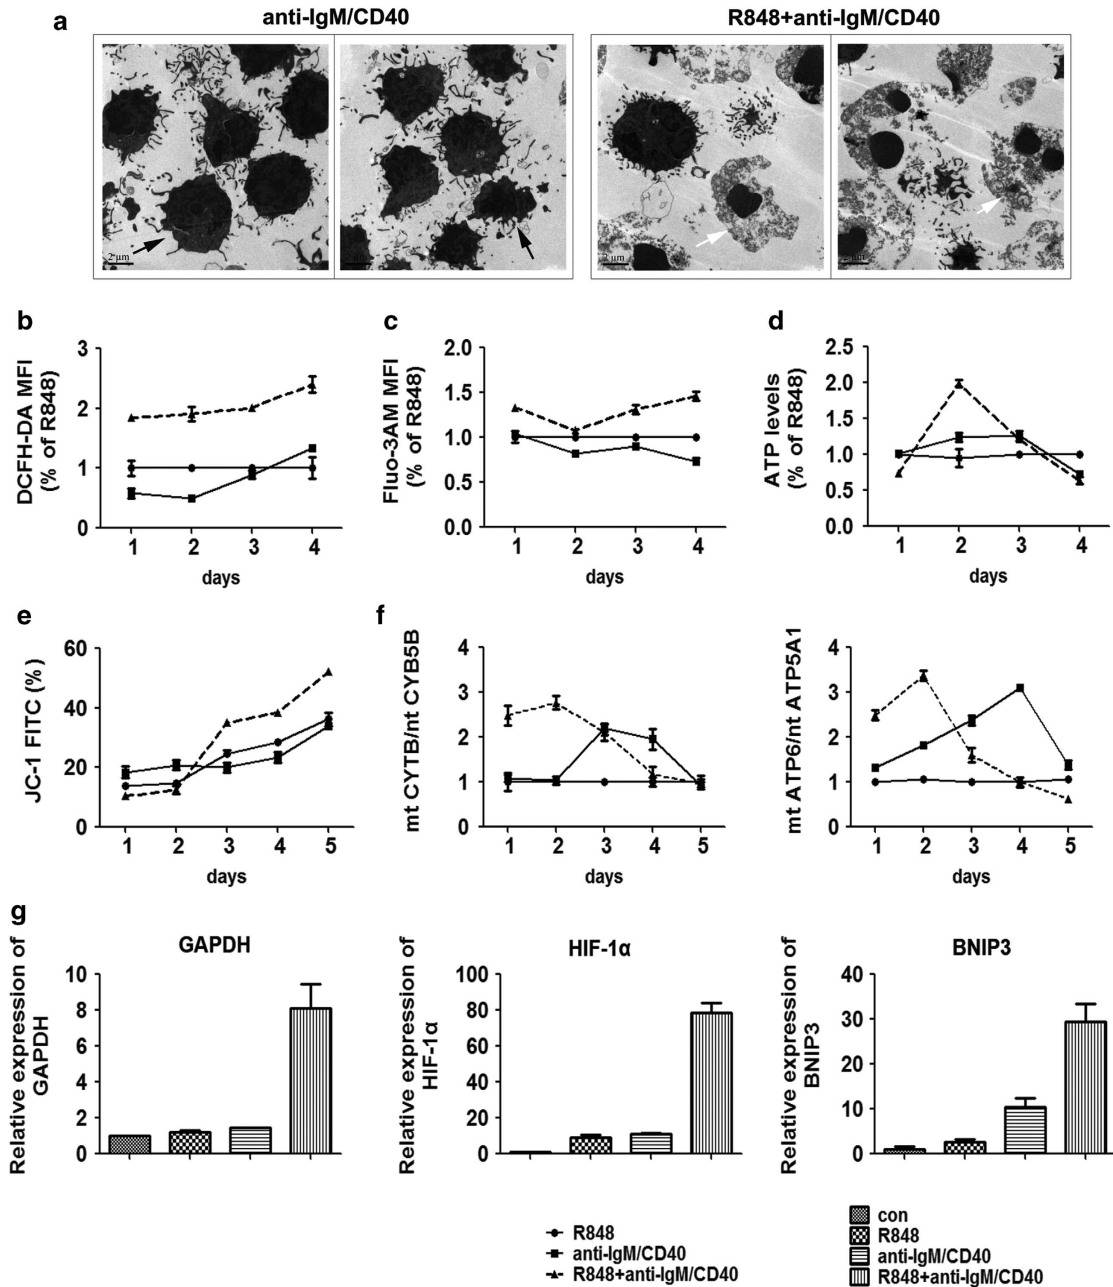 a
anti-IgM/CD40
R848+anti-IgM/CD40
2 µm
2 µm
2 µm
2 µm
b
DCFH-DA MFI
(% of R848)
3
2
1
0
1 2 3 4
days
c
Fluo-3AM MFI
(% of R848)
2.0
1.5
1.0
0.5
0.0
1 2 3 4
days
d
ATP levels
(% of R848)
2.5
2.0
1.5
1.0
0.5
0.0
1 2 3 4
days
e
JC-1 FITC (%)
60
40
20
0
1 2 3 4 5
days
f
mt CYTB/nt CYB5B
4
3
2
1
0
1 2 3 4 5
days
mt ATP6/nt ATP5A1
4
3
2
1
0
1 2 3 4 5
days
g
GAPDH
Relative expression of
GAPDH
10
8
6
4
2
0
HIF-1α
Relative expression of
HIF-1α
100
80
60
40
20
0
BNIP3
Relative expression of
BNIP3
40
30
20
10
0
R848
anti-IgM/CD40
R848+anti-IgM/CD40
con
R848
anti-IgM/CD40
R848+anti-IgM/CD40